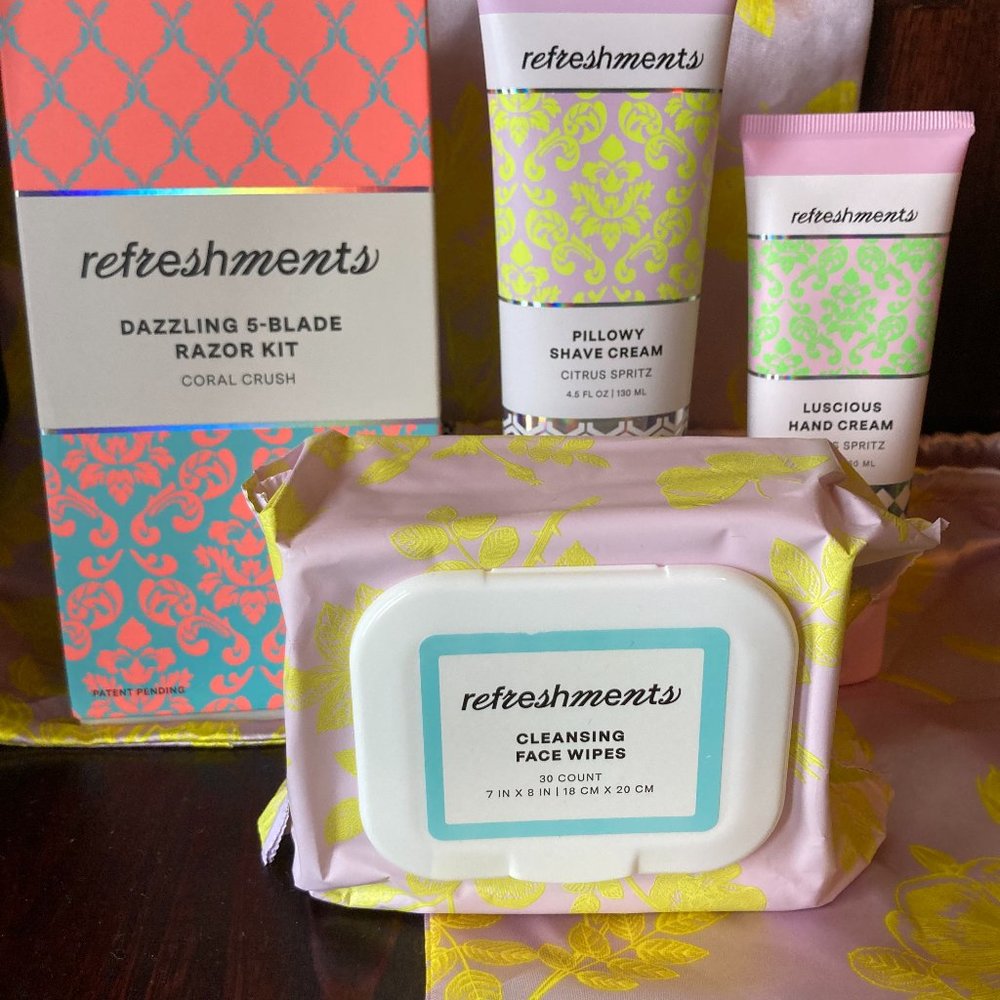 refreshments
DAZZLING 5-BLADE
RAZOR KIT
CORAL CRUSH
PATENT PENDING
refreshments
PILLOWY
SHAVE CREAM
CITRUS SPRITZ
4.5 FL OZ | 130 ML
refreshments
LUSCIOUS
HAND CREAM
SPRITZ
ML
refreshments
CLEANSING
FACE WIPES
30 COUNT
7 IN X 8 IN | 18 CM X 20 CM